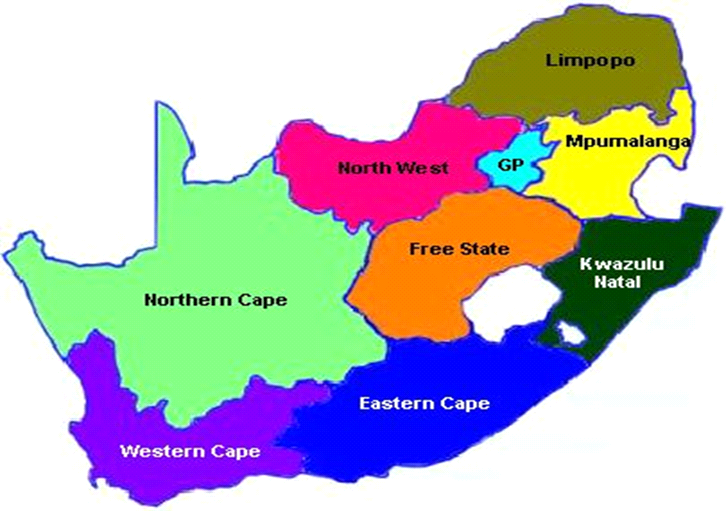 Limpopo
Mpumalanga
North West
GP
Free State
Kwazulu
Natal
Northern Cape
Eastern Cape
Western Cape